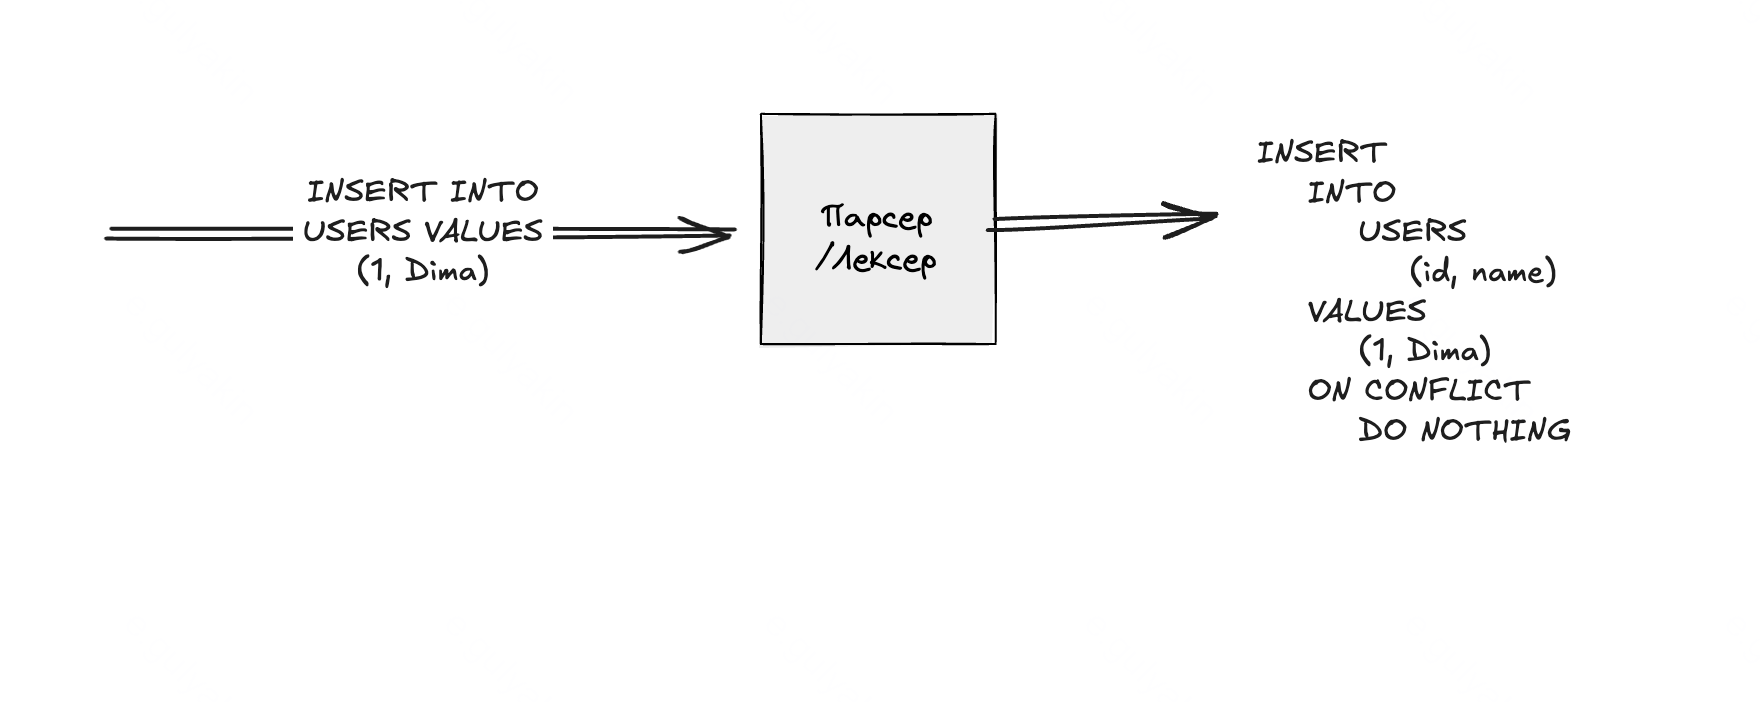 INSERT INTO
USERS VALUES
(1, Dima)
Парсер
/Лексер
INSERT
INTO
USERS
(id, name)
VALUES
(1, Dima)
ON CONFLICT
DO NOTHING